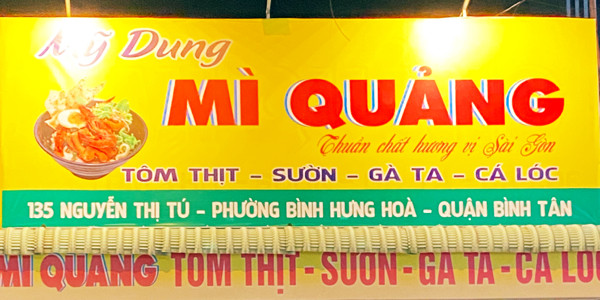 Mỹ Dung
MÌ QUẢNG
Thuần chất hương vị Sài Gòn
TÔM THỊT - SƯỜN - GÀ TA - CÁ LÓC
135 NGUYỄN THỊ TÚ - PHƯỜNG BÌNH HƯNG HOÀ - QUẬN BÌNH TÂN
MÌ QUẢNG TÔM THỊT - SƯỜN - GÀ TA - CÁ LÓC